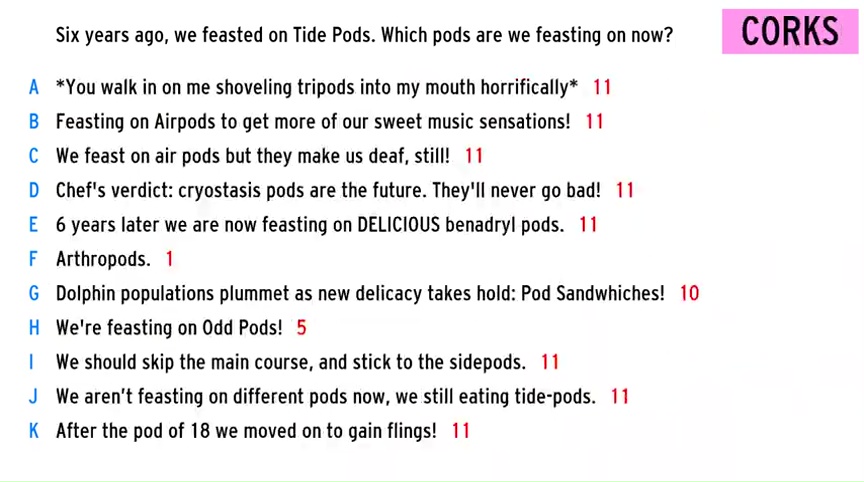 Six years ago, we feasted on Tide Pods. Which pods are we feasting on now?
CORKS
A *You walk in on me shoveling tripods into my mouth horrifically* 11
B Feasting on Airpods to get more of our sweet music sensations! 11
C We feast on air pods but they make us deaf, still! 11
D Chef's verdict: cryostasis pods are the future. They'll never go bad! 11
E 6 years later we are now feasting on DELICIOUS benadryl pods. 11
F Arthropods. 1
G Dolphin populations plummet as new delicacy takes hold: Pod Sandwhiches! 10
H We're feasting on Odd Pods! 5
I We should skip the main course, and stick to the sidepods. 11
J We aren’t feasting on different pods now, we still eating tide-pods. 11
K After the pod of 18 we moved on to gain flings! 11